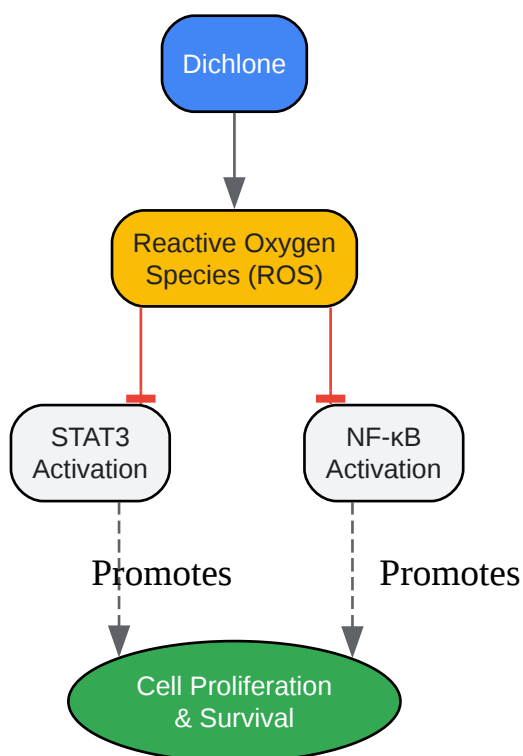 Dichlone
Reactive Oxygen
Species (ROS)
STAT3
Activation
NF-κB
Activation
Promotes
Promotes
Cell Proliferation
& Survival